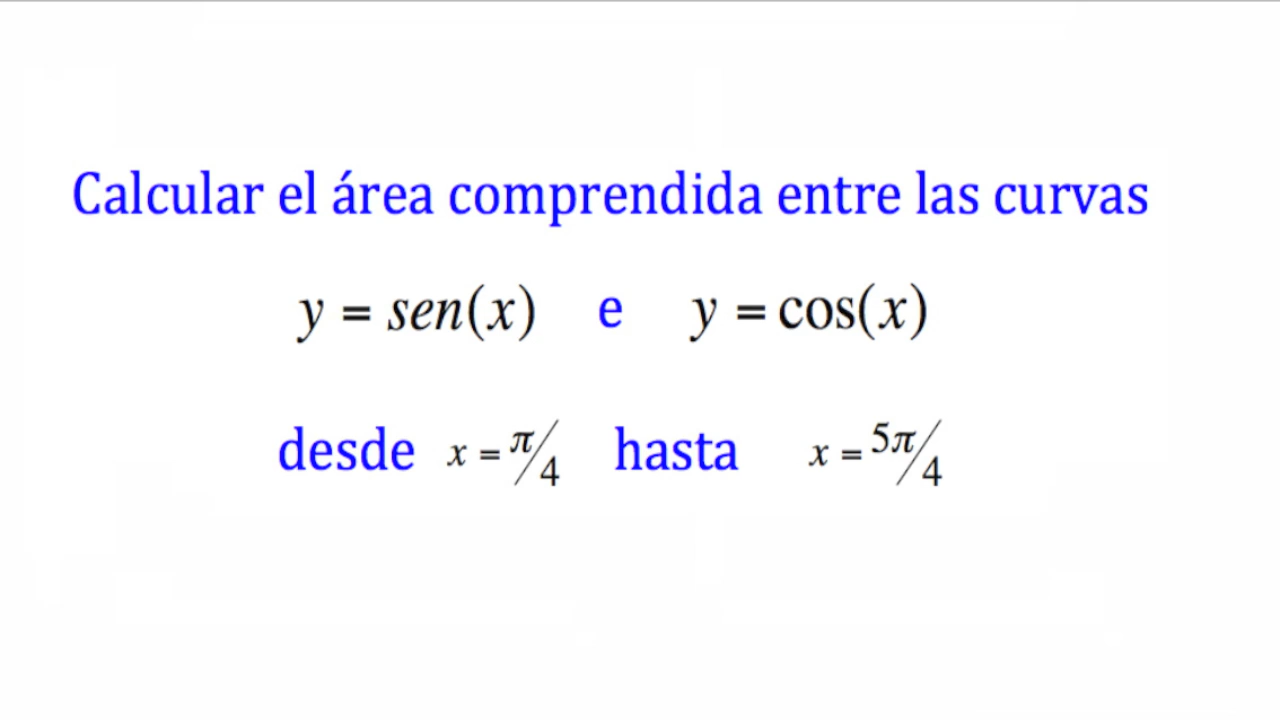 Calcular el área comprendida entre las curvas
y = sen(x) e y = cos(x)
desde x = π/4 hasta x = 5π/4